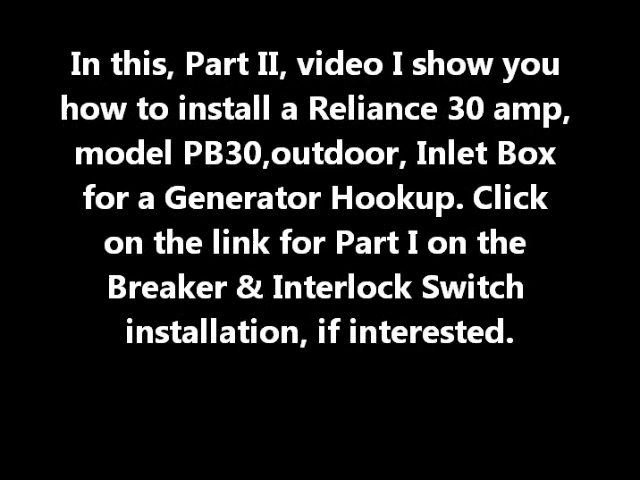 In this, Part II, video I show you
how to install a Reliance 30 amp,
model PB30,outdoor, Inlet Box
for a Generator Hookup. Click
on the link for Part I on the
Breaker & Interlock Switch
installation, if interested.